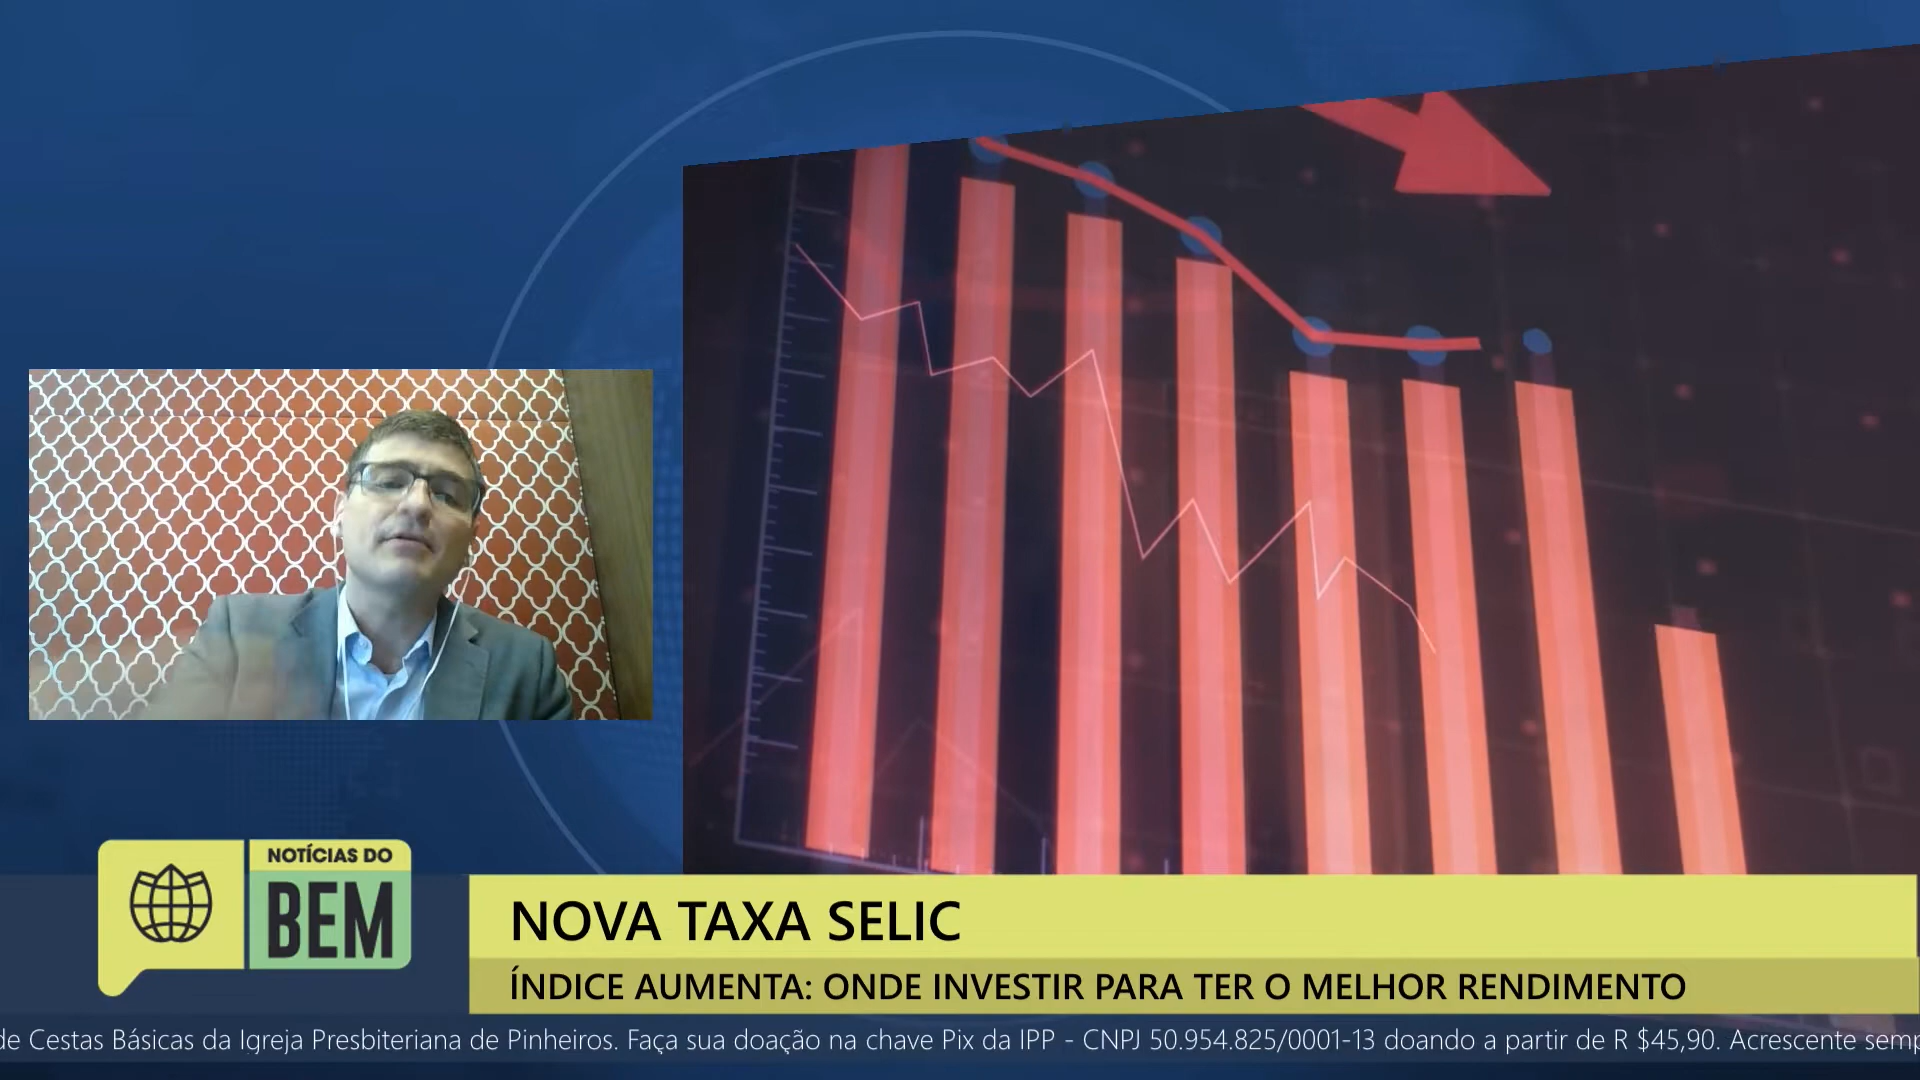 NOTÍCIAS DO
BEM
NOVA TAXA SELIC
ÍNDICE AUMENTA: ONDE INVESTIR PARA TER O MELHOR RENDIMENTO
de Cestas Básicas da Igreja Presbiteriana de Pinheiros. Faça sua doação na chave Pix da IPP - CNPJ 50.954.825/0001-13 doando a partir de R $45,90. Acrescente